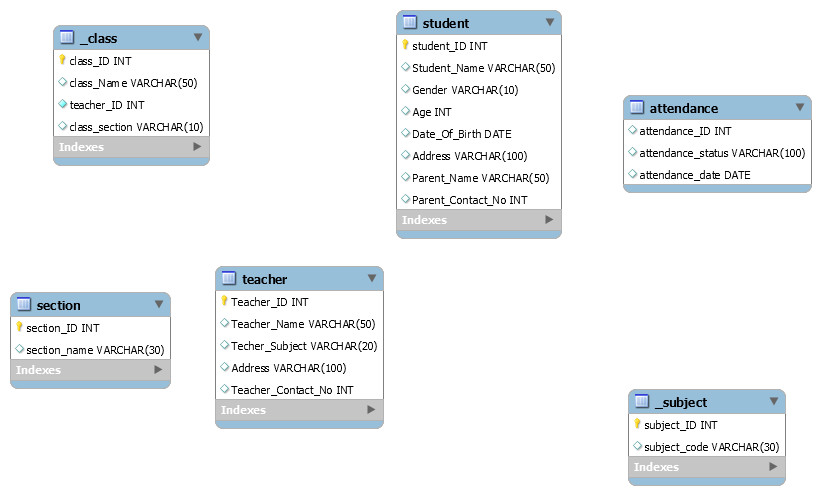 _class
class_ID INT
class_Name VARCHAR(50)
teacher_ID INT
class_section VARCHAR(10)
Indexes
student
student_ID INT
Student_Name VARCHAR(50)
Gender VARCHAR(10)
Age INT
Date_Of_Birth DATE
Address VARCHAR(100)
Parent_Name VARCHAR(50)
Parent_Contact_No INT
Indexes
attendance
attendance_ID INT
attendance_status VARCHAR(100)
attendance_date DATE
section
section_ID INT
section_name VARCHAR(30)
Indexes
teacher
Teacher_ID INT
Teacher_Name VARCHAR(50)
Techer_Subject VARCHAR(20)
Address VARCHAR(100)
Teacher_Contact_No INT
Indexes
_subject
subject_ID INT
subject_code VARCHAR(30)
Indexes